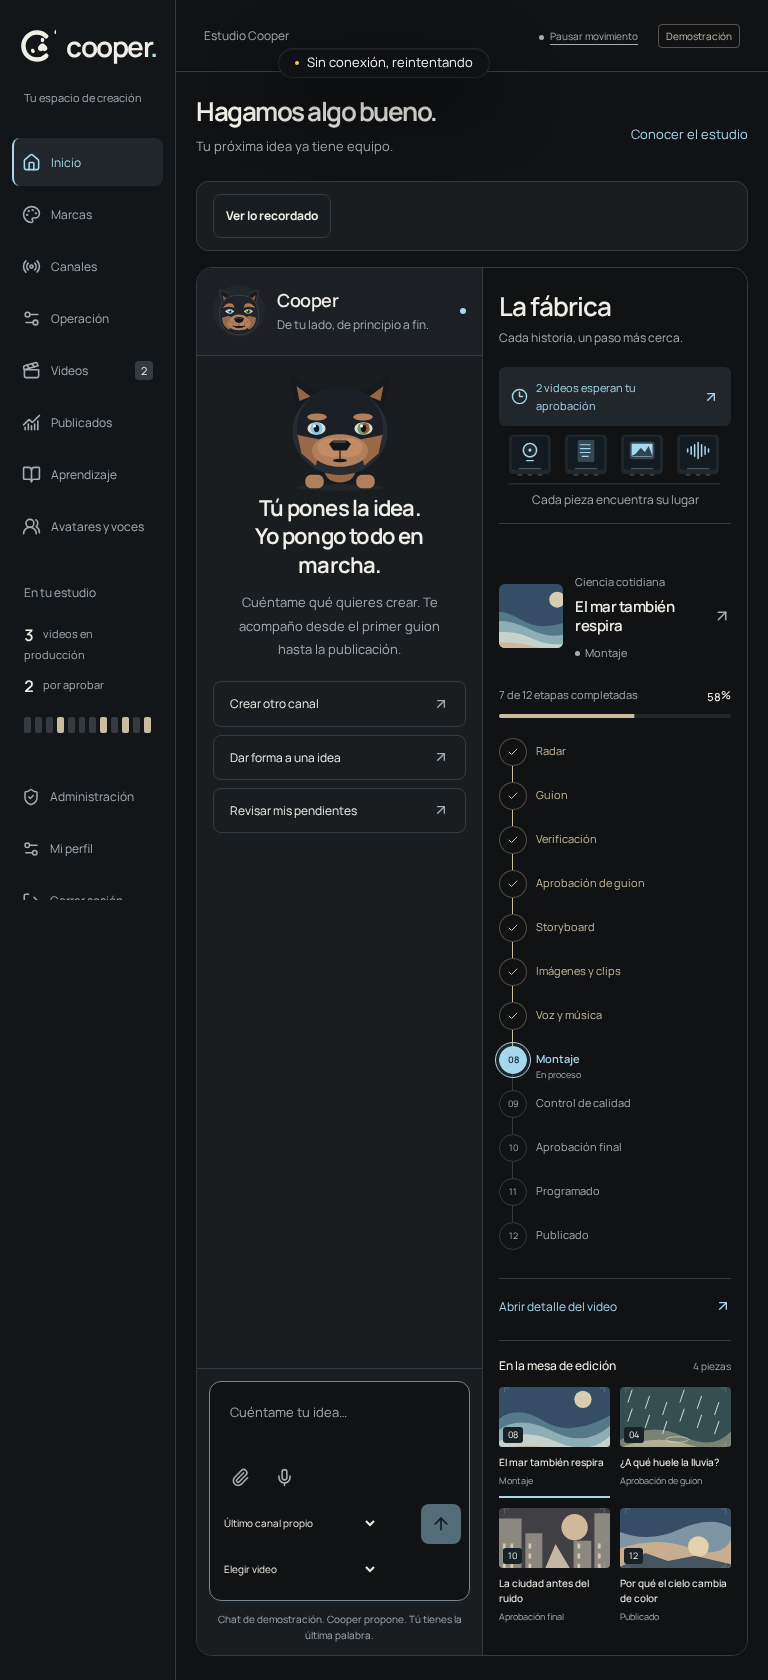 cooper.
Tu espacio de creación
Inicio
Marcas
Canales
Operación
Videos
2
Publicados
Aprendizaje
Avatares y voces
En tu estudio
3 videos en
producción
2 por aprobar
Administración
Mi perfil
Cerrar sesión
Estudio Cooper
Pausar movimiento
Demostración
Sin conexión, reintentando
Hagamos algo bueno.
Tu próxima idea ya tiene equipo.
Conocer el estudio
Ver lo recordado
Cooper
De tu lado, de principio a fin.
Tú pones la idea.
Yo pongo todo en
marcha.
Cuéntame qué quieres crear. Te
acompaño desde el primer guion
hasta la publicación.
Crear otro canal
Dar forma a una idea
Revisar mis pendientes
Cuéntame tu idea...
Último canal propio
Elegir video
Chat de demostración. Cooper propone. Tú tienes la
última palabra.
La fábrica
Cada historia, un paso más cerca.
2 videos esperan tu
aprobación
Cada pieza encuentra su lugar
Ciencia cotidiana
El mar también
respira
Montaje
7 de 12 etapas completadas
58%
Radar
Guion
Verificación
Aprobación de guion
Storyboard
Imágenes y clips
Voz y música
08 Montaje
En proceso
09 Control de calidad
10 Aprobación final
11 Programado
12 Publicado
Abrir detalle del video
En la mesa de edición
4 piezas
08
El mar también respira
Montaje
04
¿A qué huele la lluvia?
Aprobación de guion
10
La ciudad antes del
ruido
Aprobación final
12
Por qué el cielo cambia
de color
Publicado